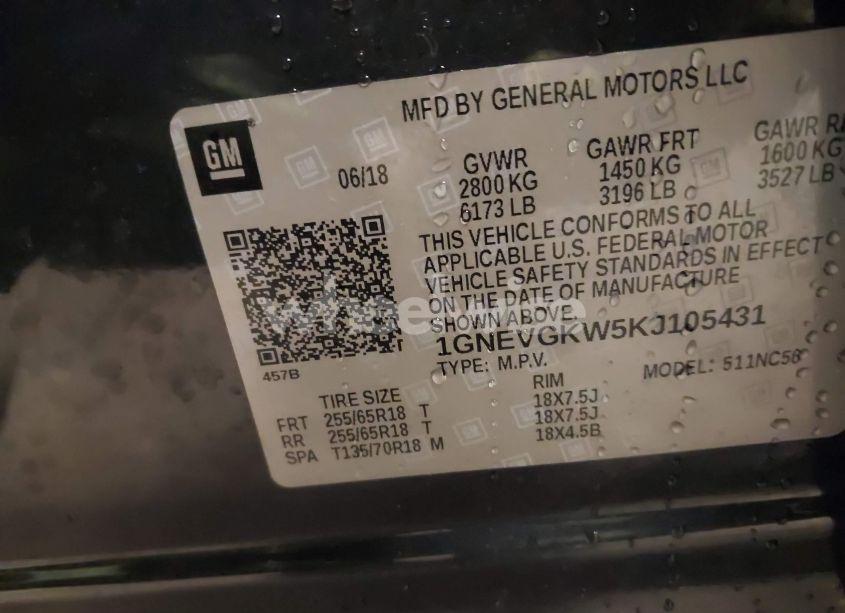 MFD BY GENERAL MOTORS LLC
GM
06/18
GVWR
2800 KG
6173 LB
GAWR FRT
1450 KG
3196 LB
GAWR
1600 KG
3527 LB
THIS VEHICLE CONFORMS TO ALL
APPLICABLE U.S. FEDERAL MOTOR
VEHICLE SAFETY STANDARDS IN EFFECT
ON THE DATE OF MANUFACTURE
SHOWN ABOVE.
1GNEVGKW5KJ105431
TYPE: M.P.V.
MODEL: 511NC56
457B
TIRE SIZE
RIM
FRT 255/65R18 T 18X7.5J
RR 255/65R18 T 18X7.5J
SPA T135/70R18 M 18X4.5B